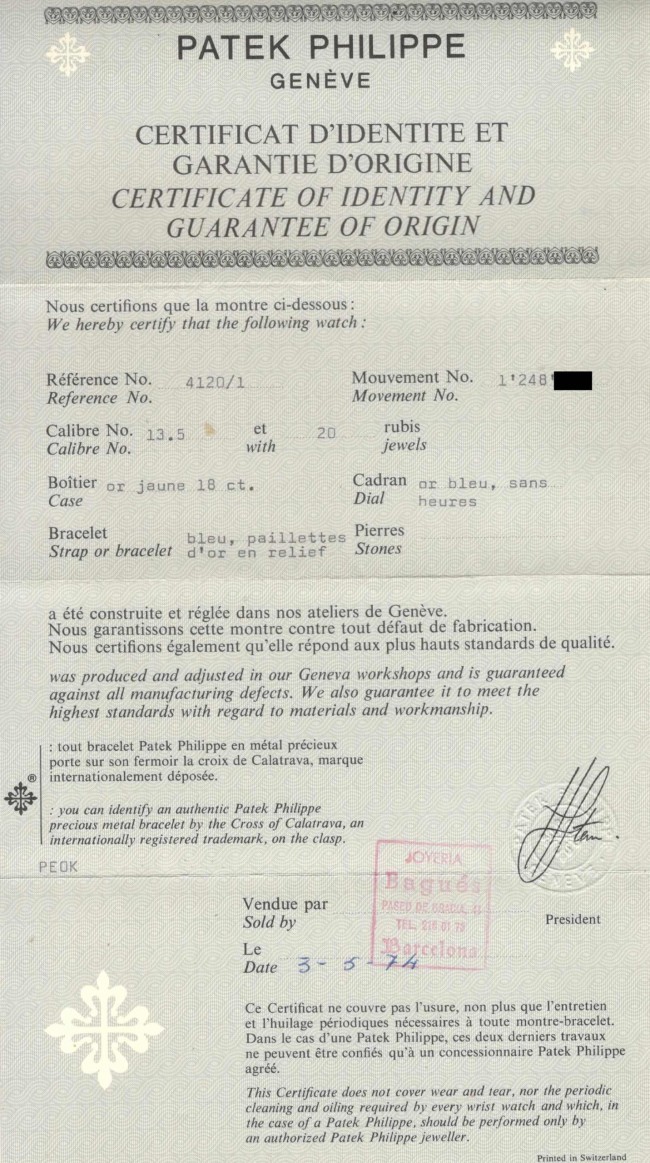 PATEK PHILIPPE
GENÈVE
CERTIFICAT D'IDENTITE ET
GARANTIE D'ORIGINE
CERTIFICATE OF IDENTITY AND
GUARANTEE OF ORIGIN
Nous certifions que la montre ci-dessous :
We hereby certify that the following watch :
Référence No. 4120/1 Mouvement No. 1'248'
Reference No. Movement No.
Calibre No. 13.5 et 20 rubis
Calibre No. with jewels
Boîtier or jaune 18 ct. Cadran or bleu, sans
Case Dial heures
Bracelet bleu, paillettes Pierres
Strap or bracelet d'or en relief Stones
a été construite et réglée dans nos ateliers de Genève.
Nous garantissons cette montre contre tout défaut de fabrication.
Nous certifions également qu'elle répond aux plus hauts standards de qualité.
was produced and adjusted in our Geneva workshops and is guaranteed
against all manufacturing defects. We also guarantee it to meet the
highest standards with regard to materials and workmanship.
: tout bracelet Patek Philippe en métal précieux
porte sur son fermoir la croix de Calatrava, marque
internationalement déposée.
®
: you can identify an authentic Patek Philippe
precious metal bracelet by the Cross of Calatrava, an
internationally registered trademark, on the clasp.
PEOK
JOYERIA
Bagués
PASEO DE GRACIA, 41
TEL. 216 01 73
Barcelona
Vendue par
Sold by
President
Le
Date 3-5-74
Ce Certificat ne couvre pas l'usure, non plus que l'entretien
et l'huilage périodiques nécessaires à toute montre-bracelet.
Dans le cas d'une Patek Philippe, ces deux derniers travaux
ne peuvent être confiés qu'à un concessionnaire Patek Philippe
agréé.
This Certificate does not cover wear and tear, nor the periodic
cleaning and oiling required by every wrist watch and which, in
the case of a Patek Philippe, should be performed only by
an authorized Patek Philippe jeweller.
Printed in Switzerland